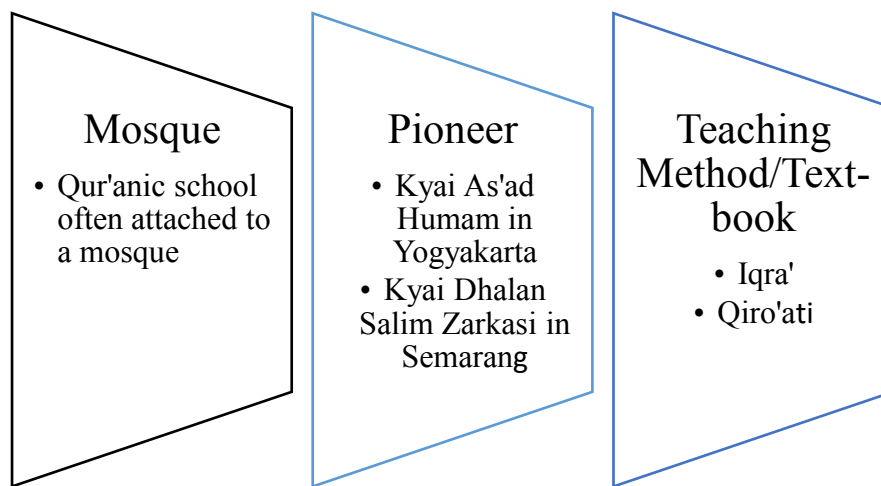 Mosque
• Qur'anic school
often attached to
a mosque
Pioneer
• Kyai As'ad
Humam in
Yogyakarta
• Kyai Dhalan
Salim Zarkasi in
Semarang
Teaching
Method/Text-
book
• Iqra'
• Qiro'ati